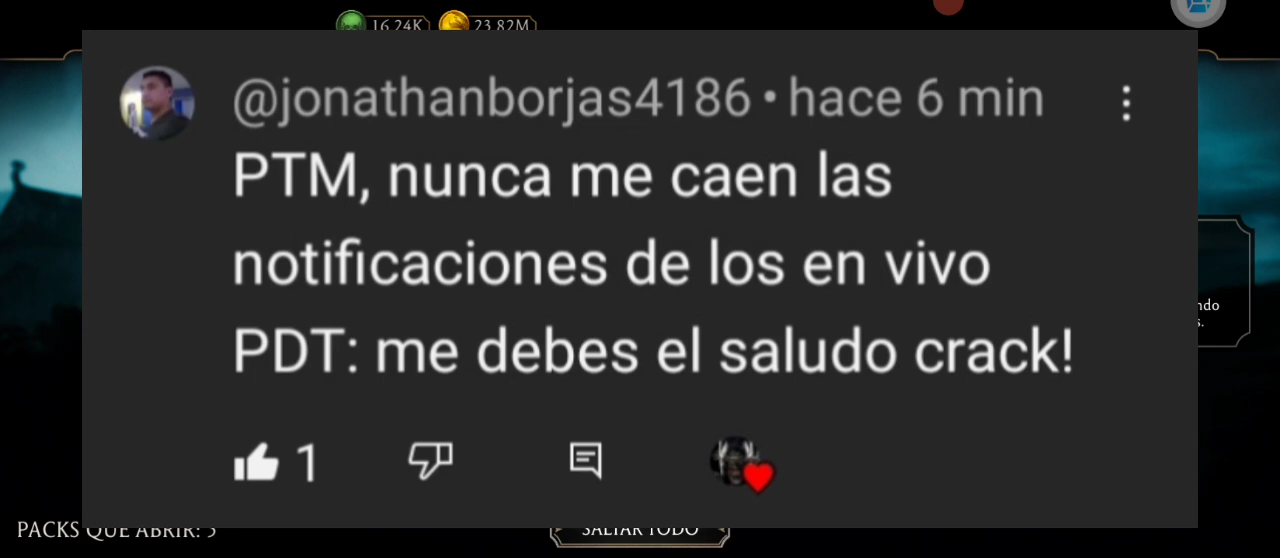 16.24K 23.82M
@jonathanborjas4186 • hace 6 min
PTM, nunca me caen las
notificaciones de los en vivo
PDT: me debes el saludo crack!
1
PACKS QUE ABRIR: 5
SALTAR TODO